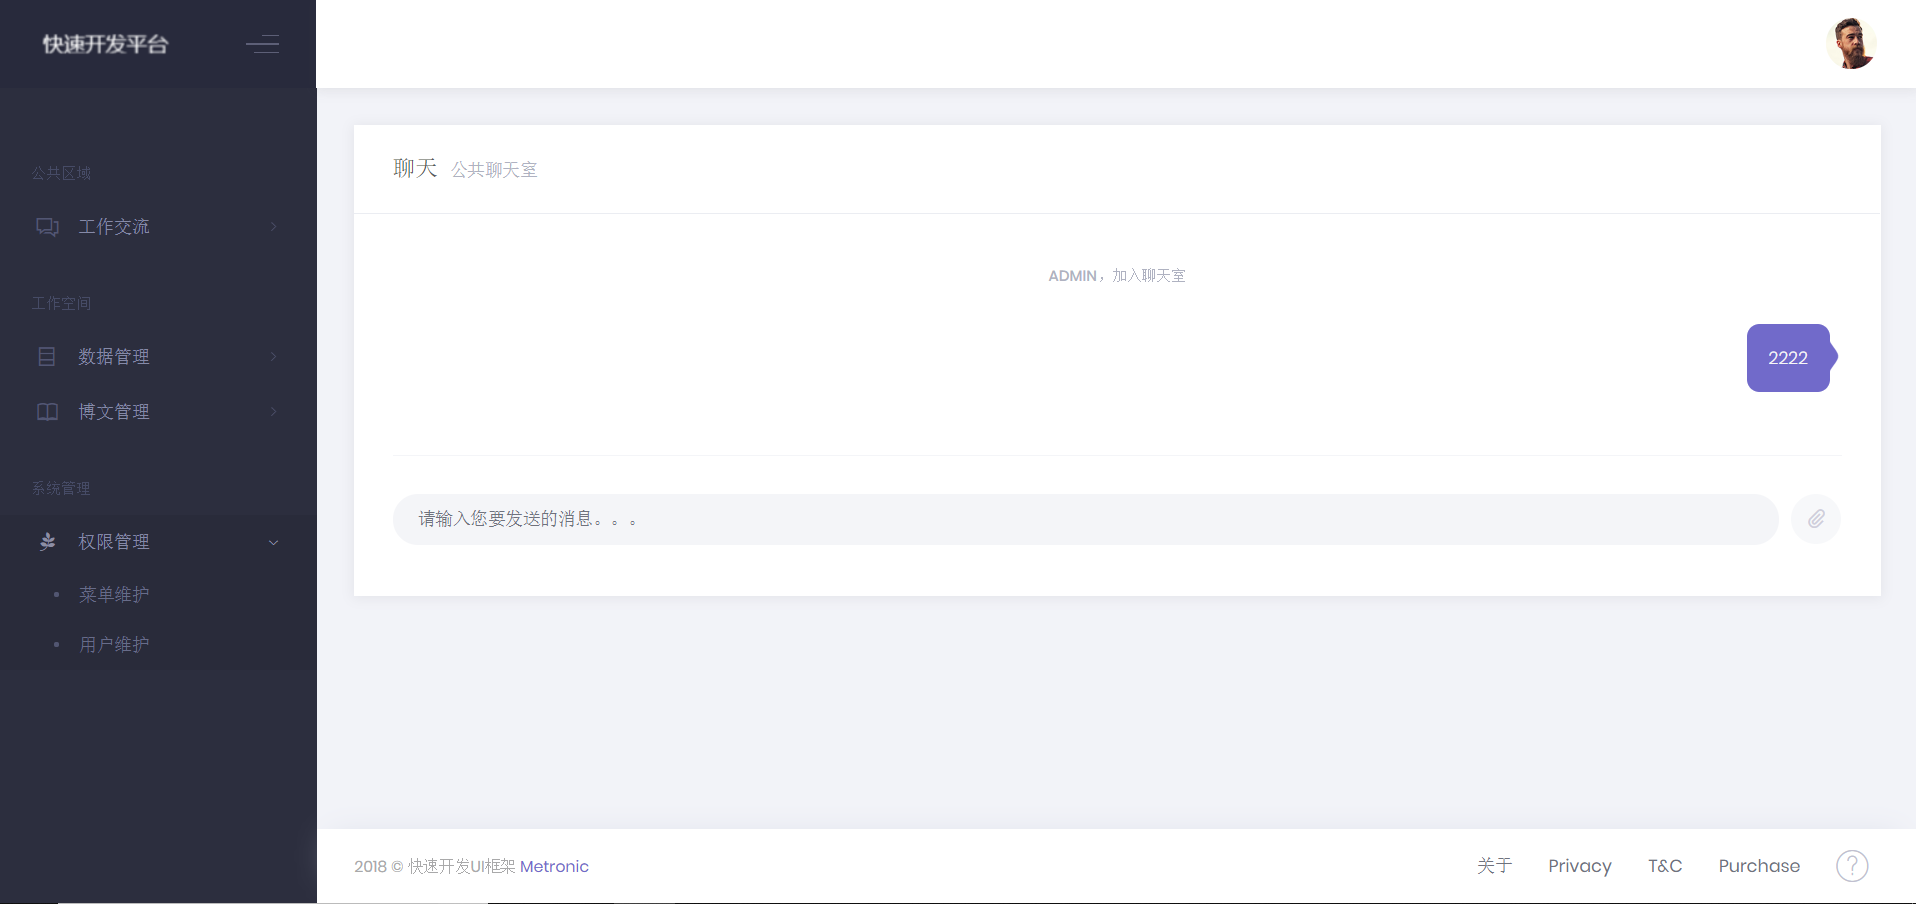 快速开发平台
公共区域
工作交流
工作空间
数据管理
博文管理
系统管理
权限管理
菜单维护
用户维护
聊天 公共聊天室
ADMIN，加入聊天室
2222
请输入您要发送的消息。。。
2018 © 快速开发UI框架 Metronic
关于 Privacy T&C Purchase